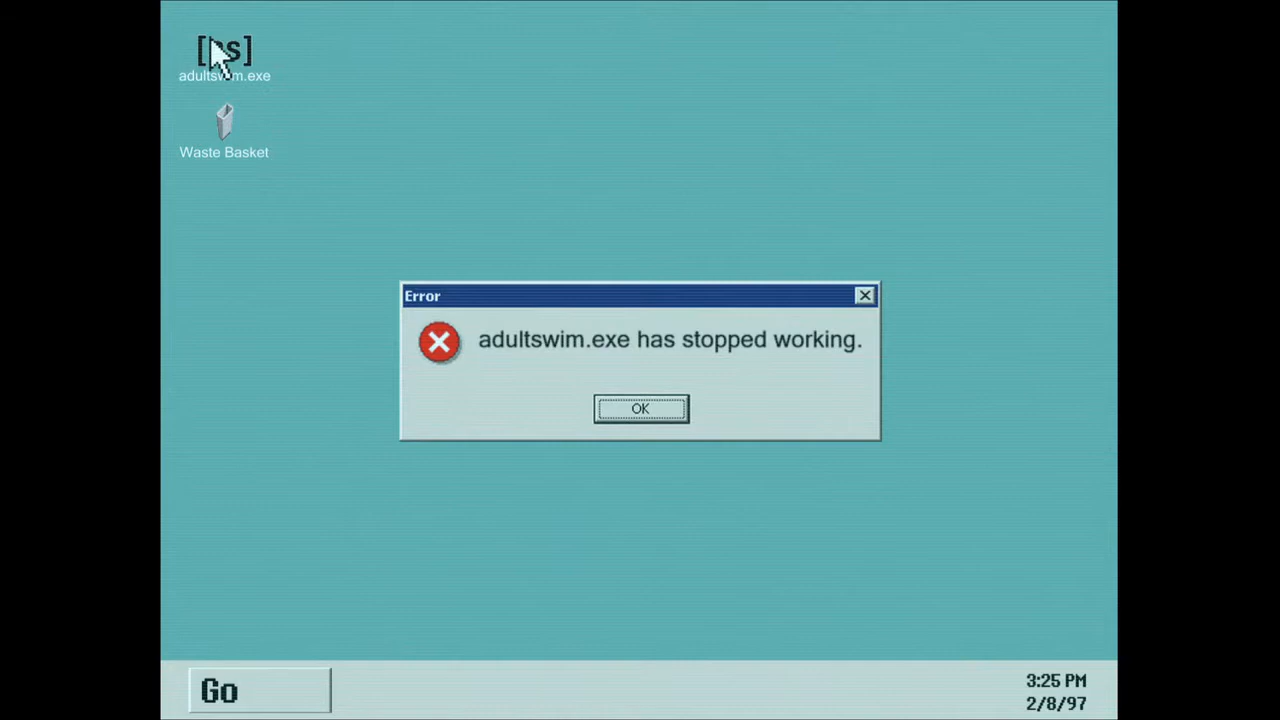 [as]
adultswim.exe
Waste Basket
Error
adultswim.exe has stopped working.
OK
Go
3:25 PM
2/8/97